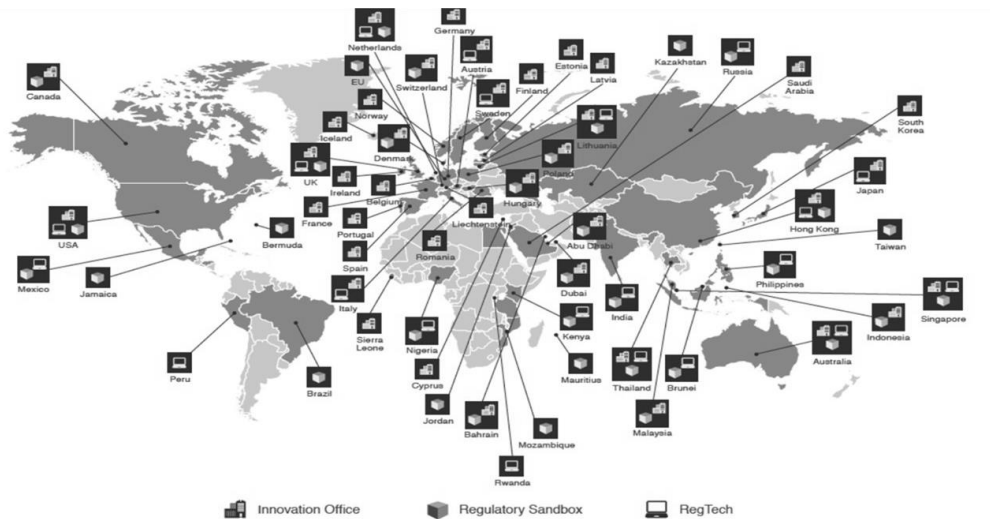 Netherlands
Germany
EU
Switzerland
Austria
Estonia
Latvia
Finland
Kazakhstan
Russia
Saudi
Arabia
Canada
Norway
Sweden
South
Korea
Iceland
Denmark
Lithuania
UK
Ireland
Poland
Japan
Belgium
Hungary
France
Liechtenstein
Hong Kong
USA
Bermuda
Portugal
Abu Dhabi
Taiwan
Spain
Romania
Mexico
Jamaica
Italy
Dubai
Philippines
India
Singapore
Sierra
Leone
Nigeria
Kenya
Indonesia
Peru
Brazil
Cyprus
Mauritius
Thailand
Brunei
Australia
Jordan
Bahrain
Mozambique
Malaysia
Rwanda
Innovation Office
Regulatory Sandbox
RegTech